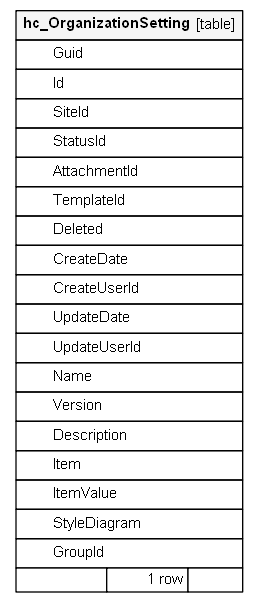 hc_OrganizationSetting [table]
Guid
Id
SiteId
StatusId
AttachmentId
TemplateId
Deleted
CreateDate
CreateUserId
UpdateDate
UpdateUserId
Name
Version
Description
Item
ItemValue
StyleDiagram
GroupId
1 row